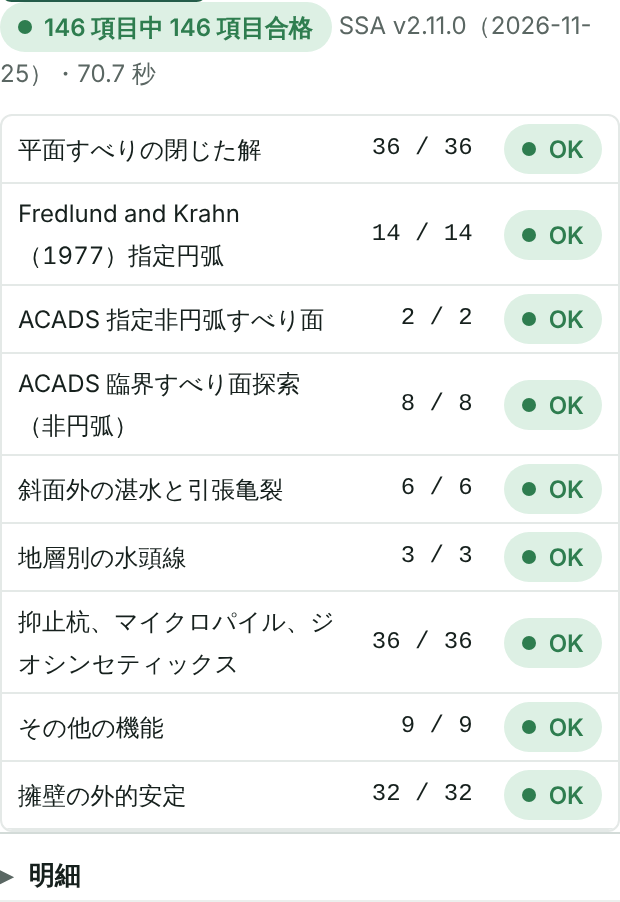 146 項目中 146 項目合格 SSA v2.11.0（2026-11-
25）・70.7 秒
平面すべりの閉じた解 36 / 36 OK
Fredlund and Krahn
（1977）指定円弧 14 / 14 OK
ACADS 指定非円弧すべり面 2 / 2 OK
ACADS 臨界すべり面探索
（非円弧） 8 / 8 OK
斜面外の湛水と引張亀裂 6 / 6 OK
地層別の水頭線 3 / 3 OK
抑止杭、マイクロパイル、ジ
オシンセティックス 36 / 36 OK
その他の機能 9 / 9 OK
擁壁の外的安定 32 / 32 OK
明細